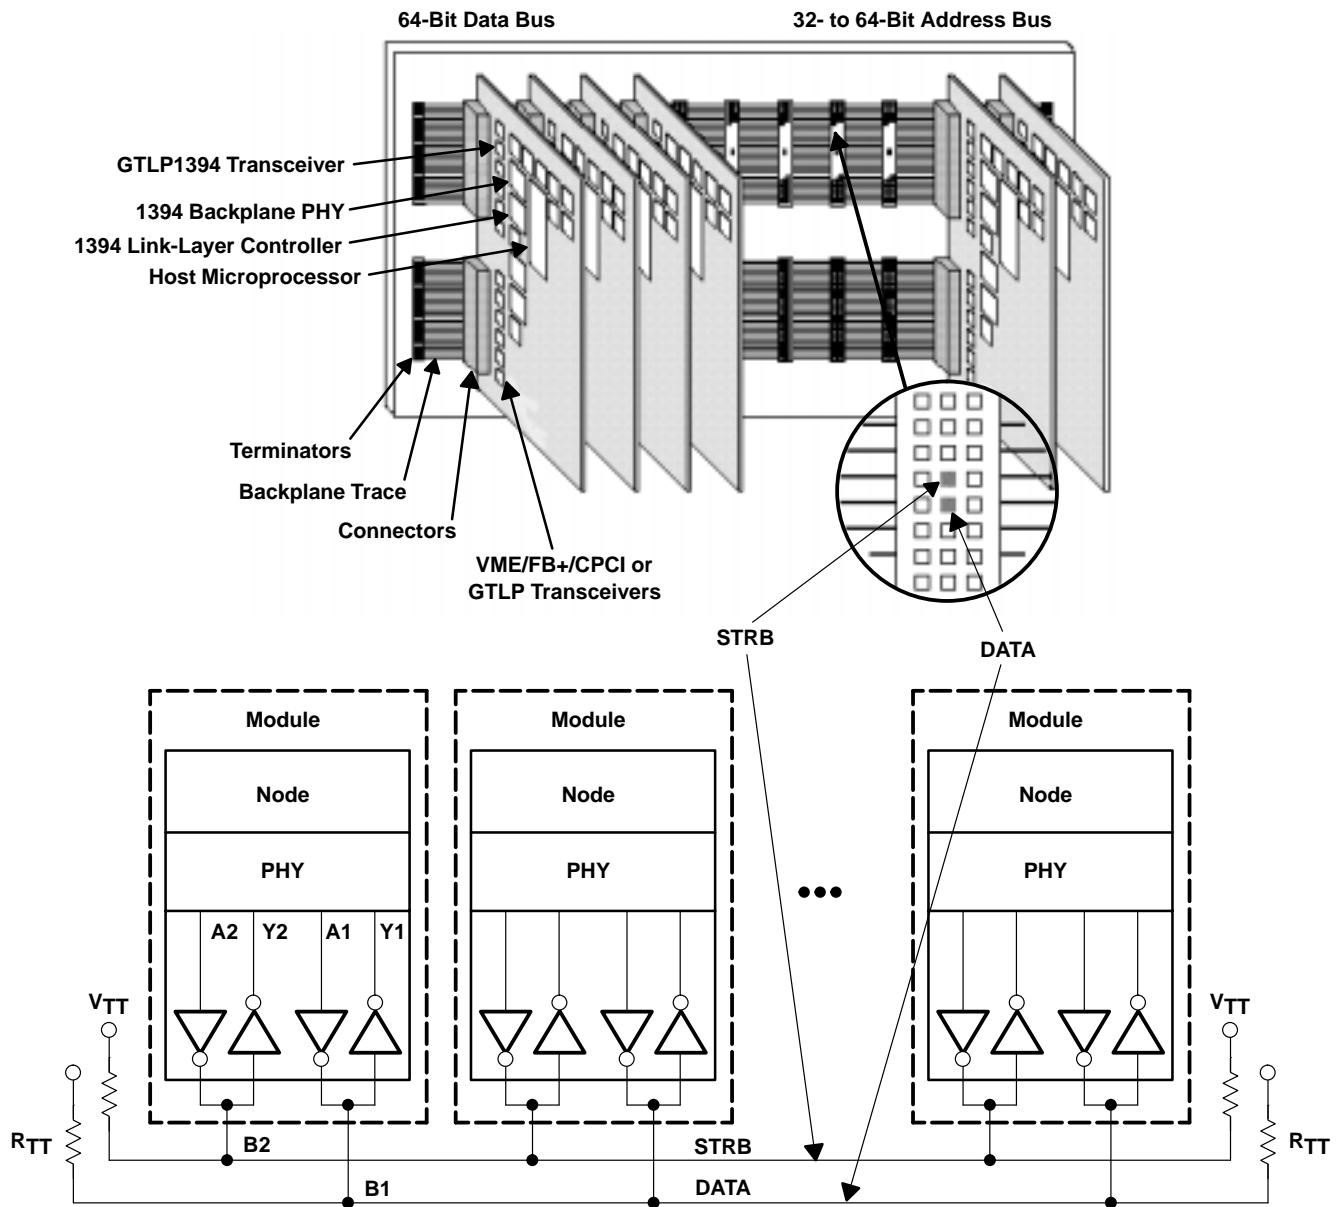 64-Bit Data Bus
32- to 64-Bit Address Bus
GTLP1394 Transceiver
1394 Backplane PHY
1394 Link-Layer Controller
Host Microprocessor
Terminators
Backplane Trace
Connectors
VME/FB+/CPCI or
GTLP Transceivers
STRB
DATA
Module
Module
Module
Node
Node
Node
PHY
PHY
PHY
A2
Y2
A1
Y1
VTT
VTT
RTT
RTT
B2
STRB
B1
DATA